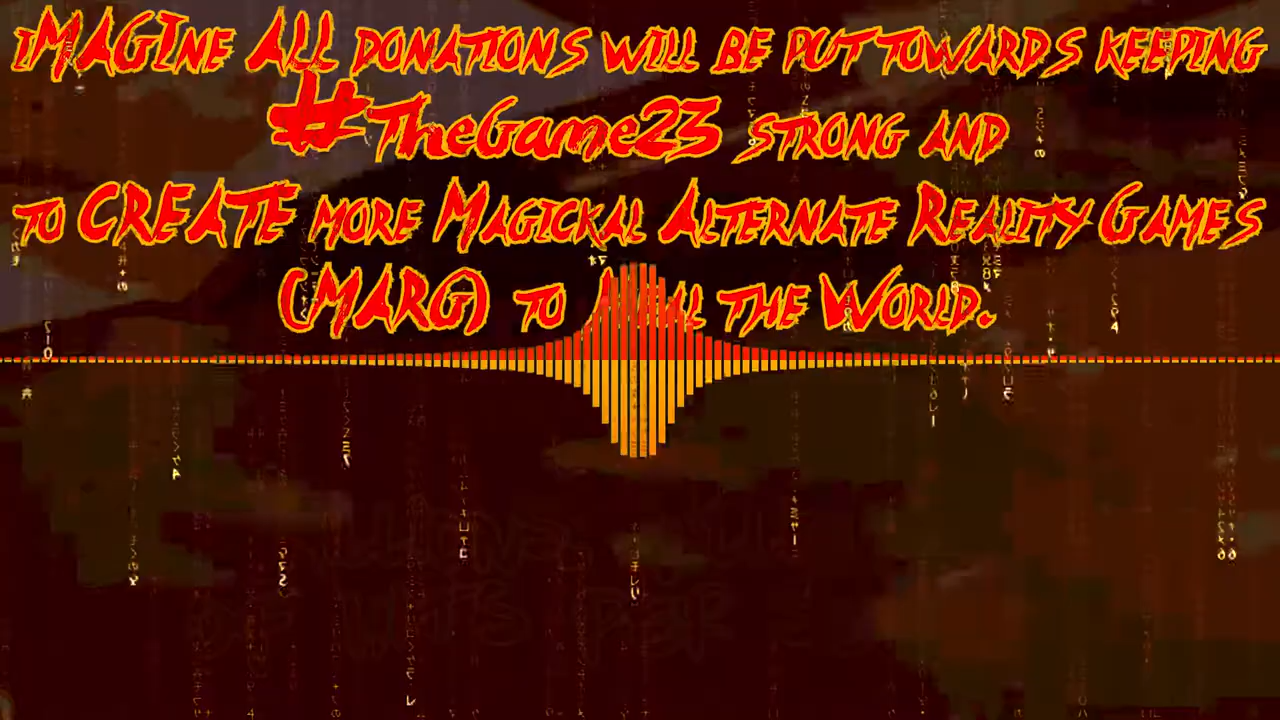 iMAGIne ALL donations will be put towards keeping
#TheGame23 strong and
to CREATE more Magickal Alternate Reality Games
(MARG) to the World.